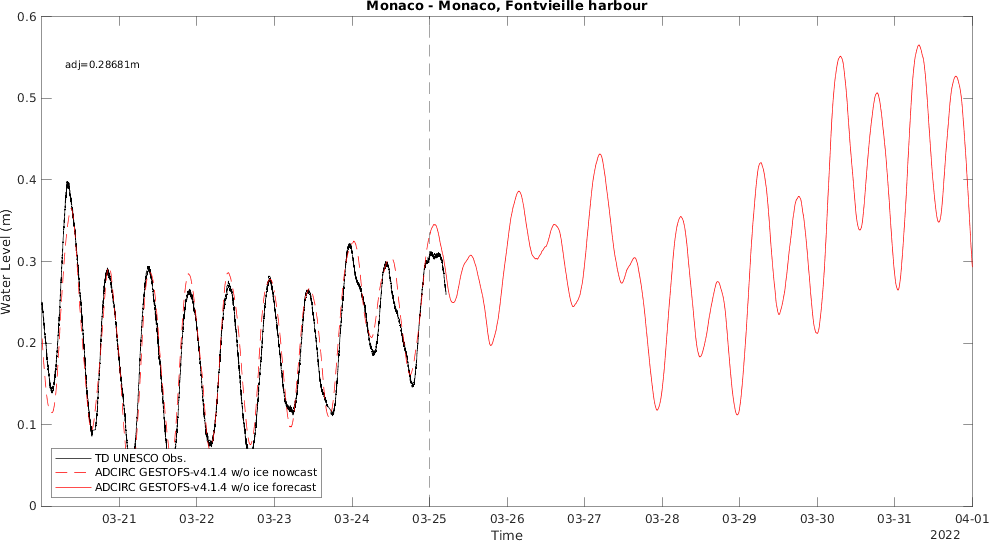 Monaco - Monaco, Fontvieille harbour
0.6
adj=0.28681m
0.5
0.4
0.3
0.2
0.1
0
Water Level (m)
TD UNESCO Obs.
ADCIRC GESTOFS-v4.1.4 w/o ice nowcast
ADCIRC GESTOFS-v4.1.4 w/o ice forecast
03-21 03-22 03-23 03-24 03-25 03-26 03-27 03-28 03-29 03-30 03-31 04-01
Time
2022